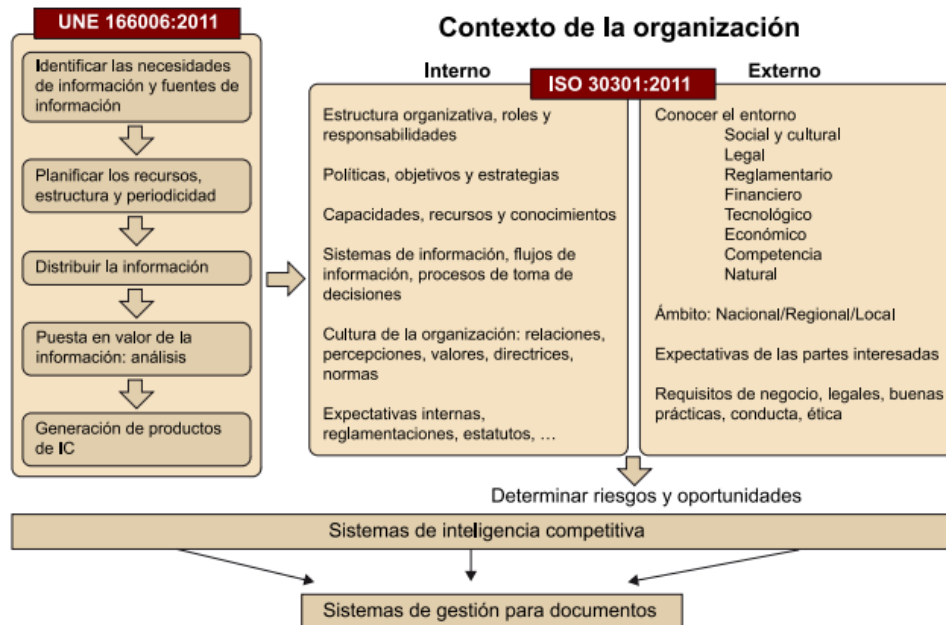 UNE 166006:2011
Identificar las necesidades
de información y fuentes de
información
Planificar los recursos,
estructura y periodicidad
Distribuir la información
Puesta en valor de la
información: análisis
Generación de productos
de IC
Contexto de la organización
Interno
ISO 30301:2011
Externo
Estructura organizativa, roles y
responsabilidades
Políticas, objetivos y estrategias
Capacidades, recursos y conocimientos
Sistemas de información, flujos de
información, procesos de toma de
decisiones
Cultura de la organización: relaciones,
percepciones, valores, directrices,
normas
Expectativas internas,
reglamentaciones, estatutos, …
Conocer el entorno
Social y cultural
Legal
Reglamentario
Financiero
Tecnológico
Económico
Competencia
Natural
Ámbito: Nacional/Regional/Local
Expectativas de las partes interesadas
Requisitos de negocio, legales, buenas
prácticas, conducta, ética
Determinar riesgos y oportunidades
Sistemas de inteligencia competitiva
Sistemas de gestión para documentos